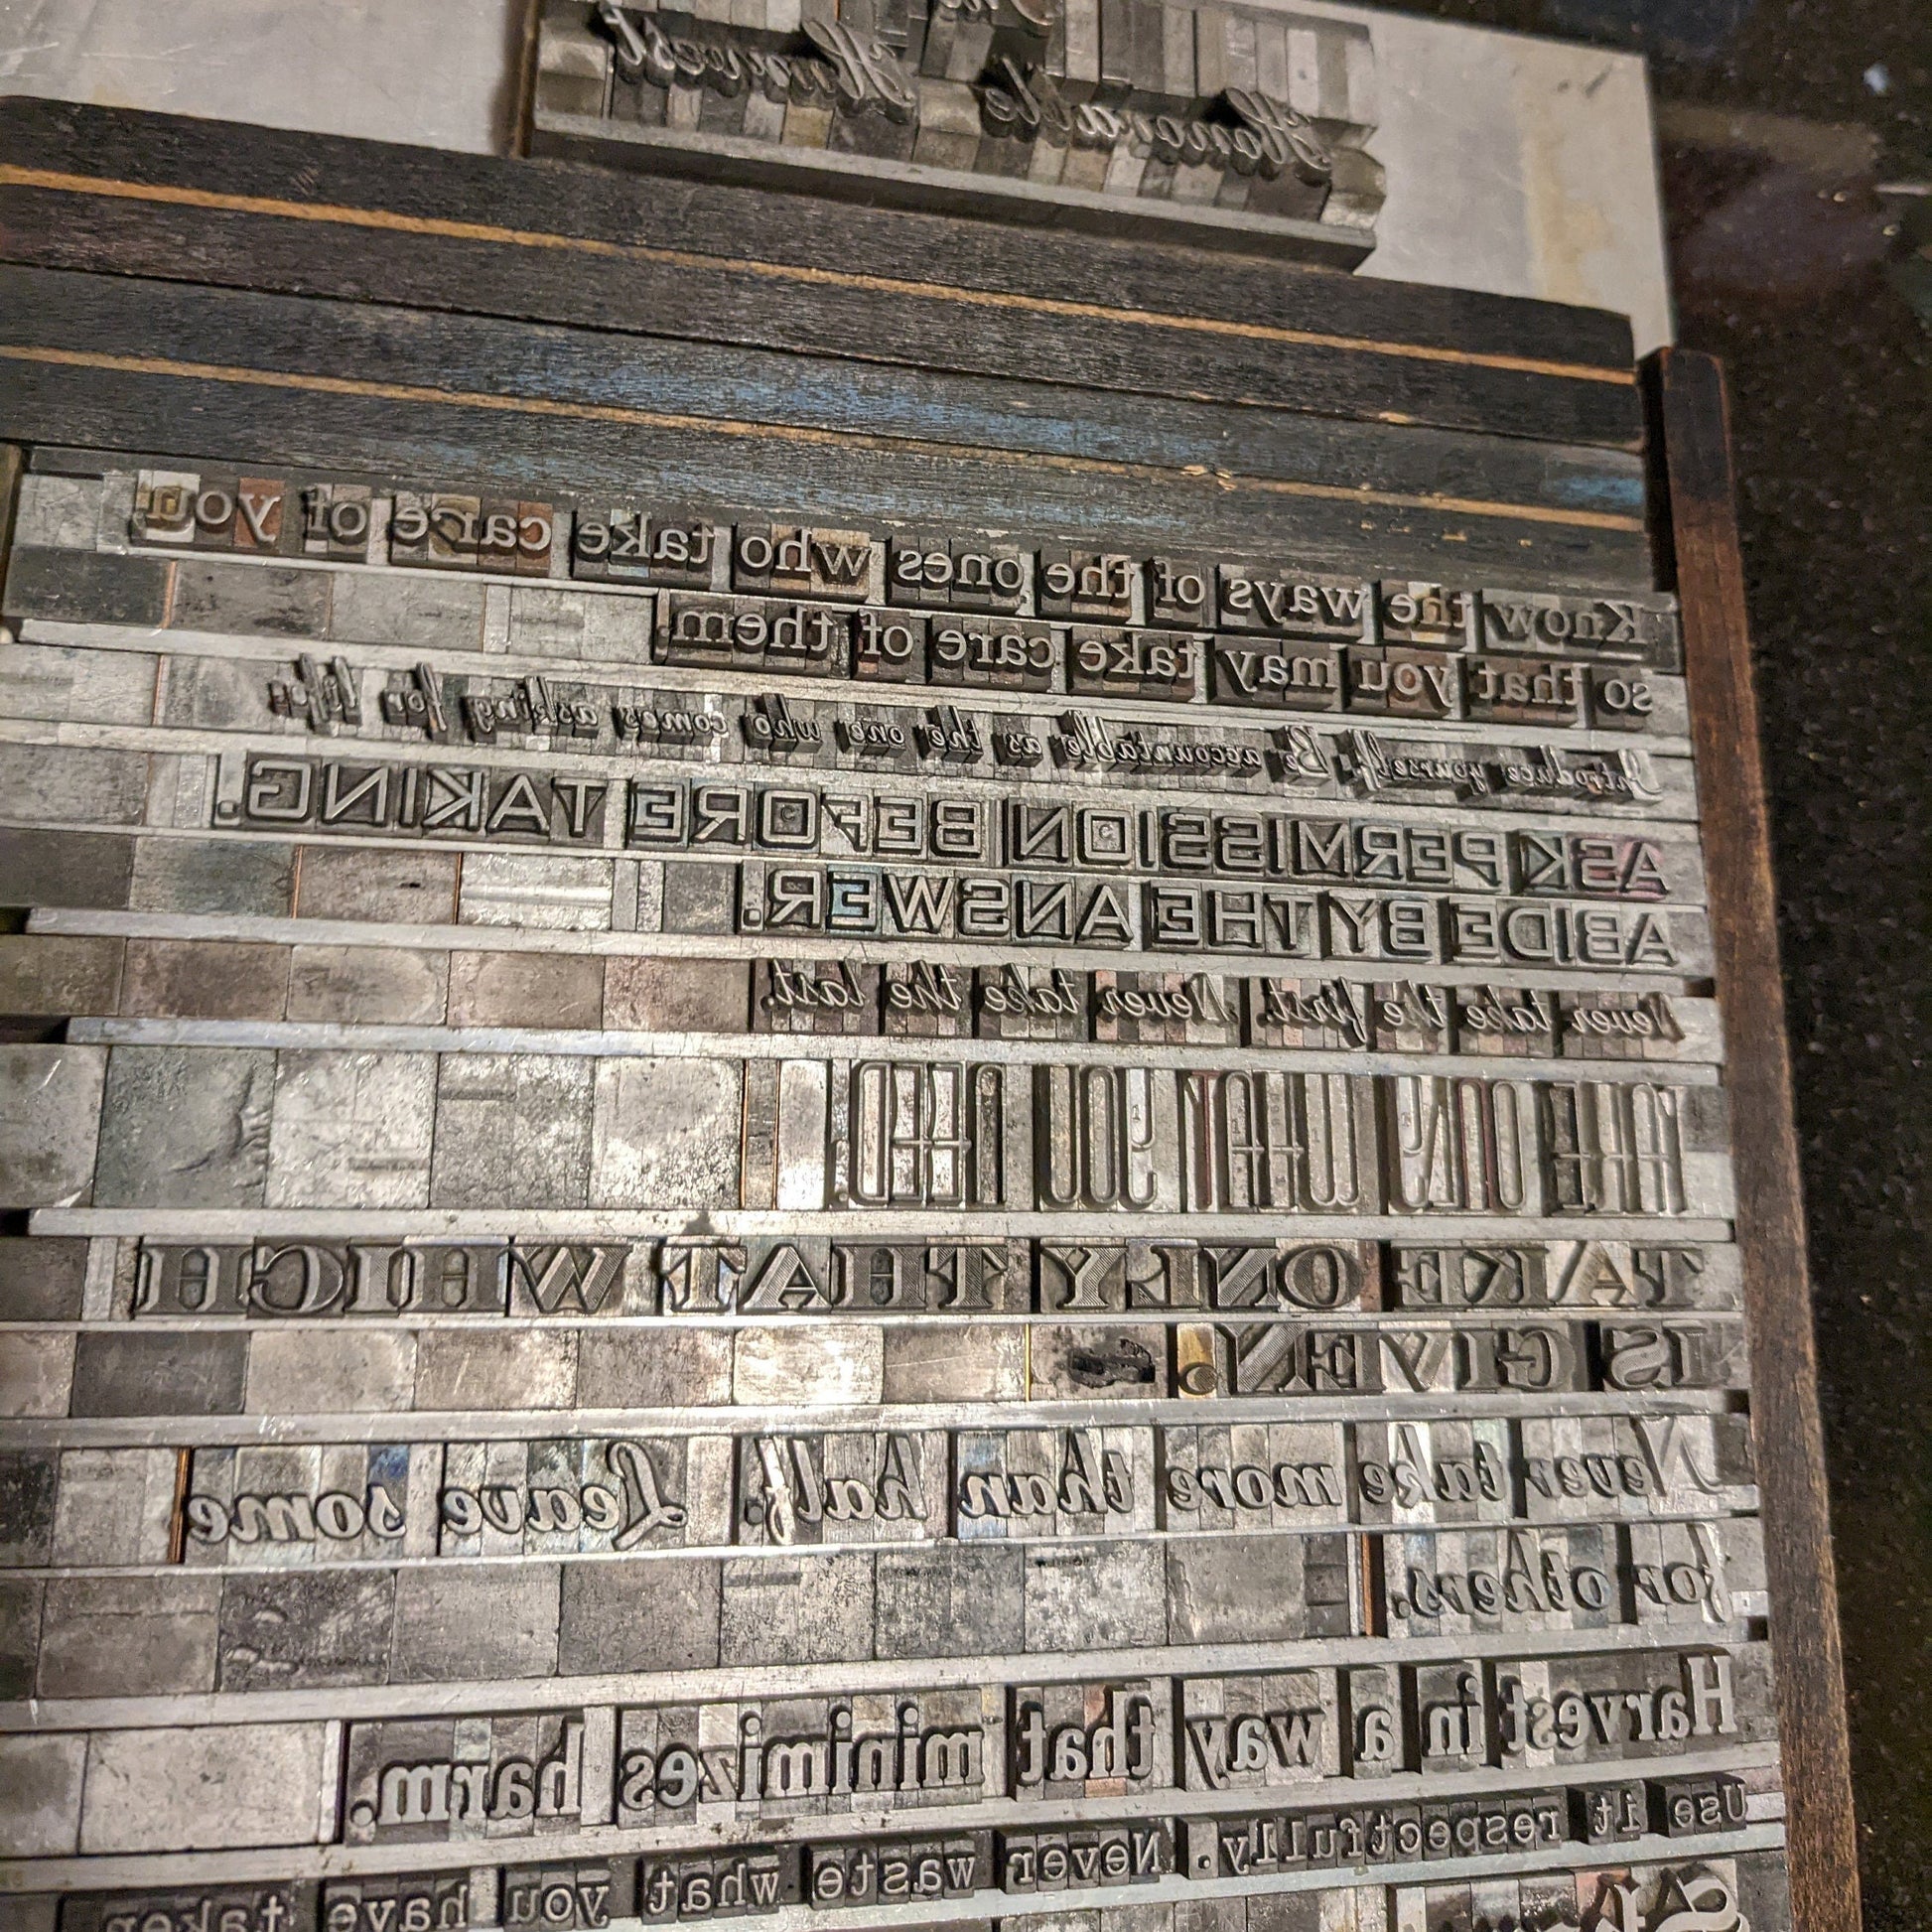 The
Honorable Harvest
Know the ways of the ones who take care of you
so that you may take care of them
Introduce yourself. Be accountable as the one who comes asking for life.
ASK PERMISSION BEFORE TAKING.
ABIDE BY THE ANSWER.
Never take the first. Never take the last.
TAKE ONLY WHAT YOU NEED.
TAKE ONLY THAT WHICH
IS GIVEN.
Never take more than half. Leave some
for others.
Harvest in a way that minimizes harm.
Use it respectfully. Never waste what you have taken